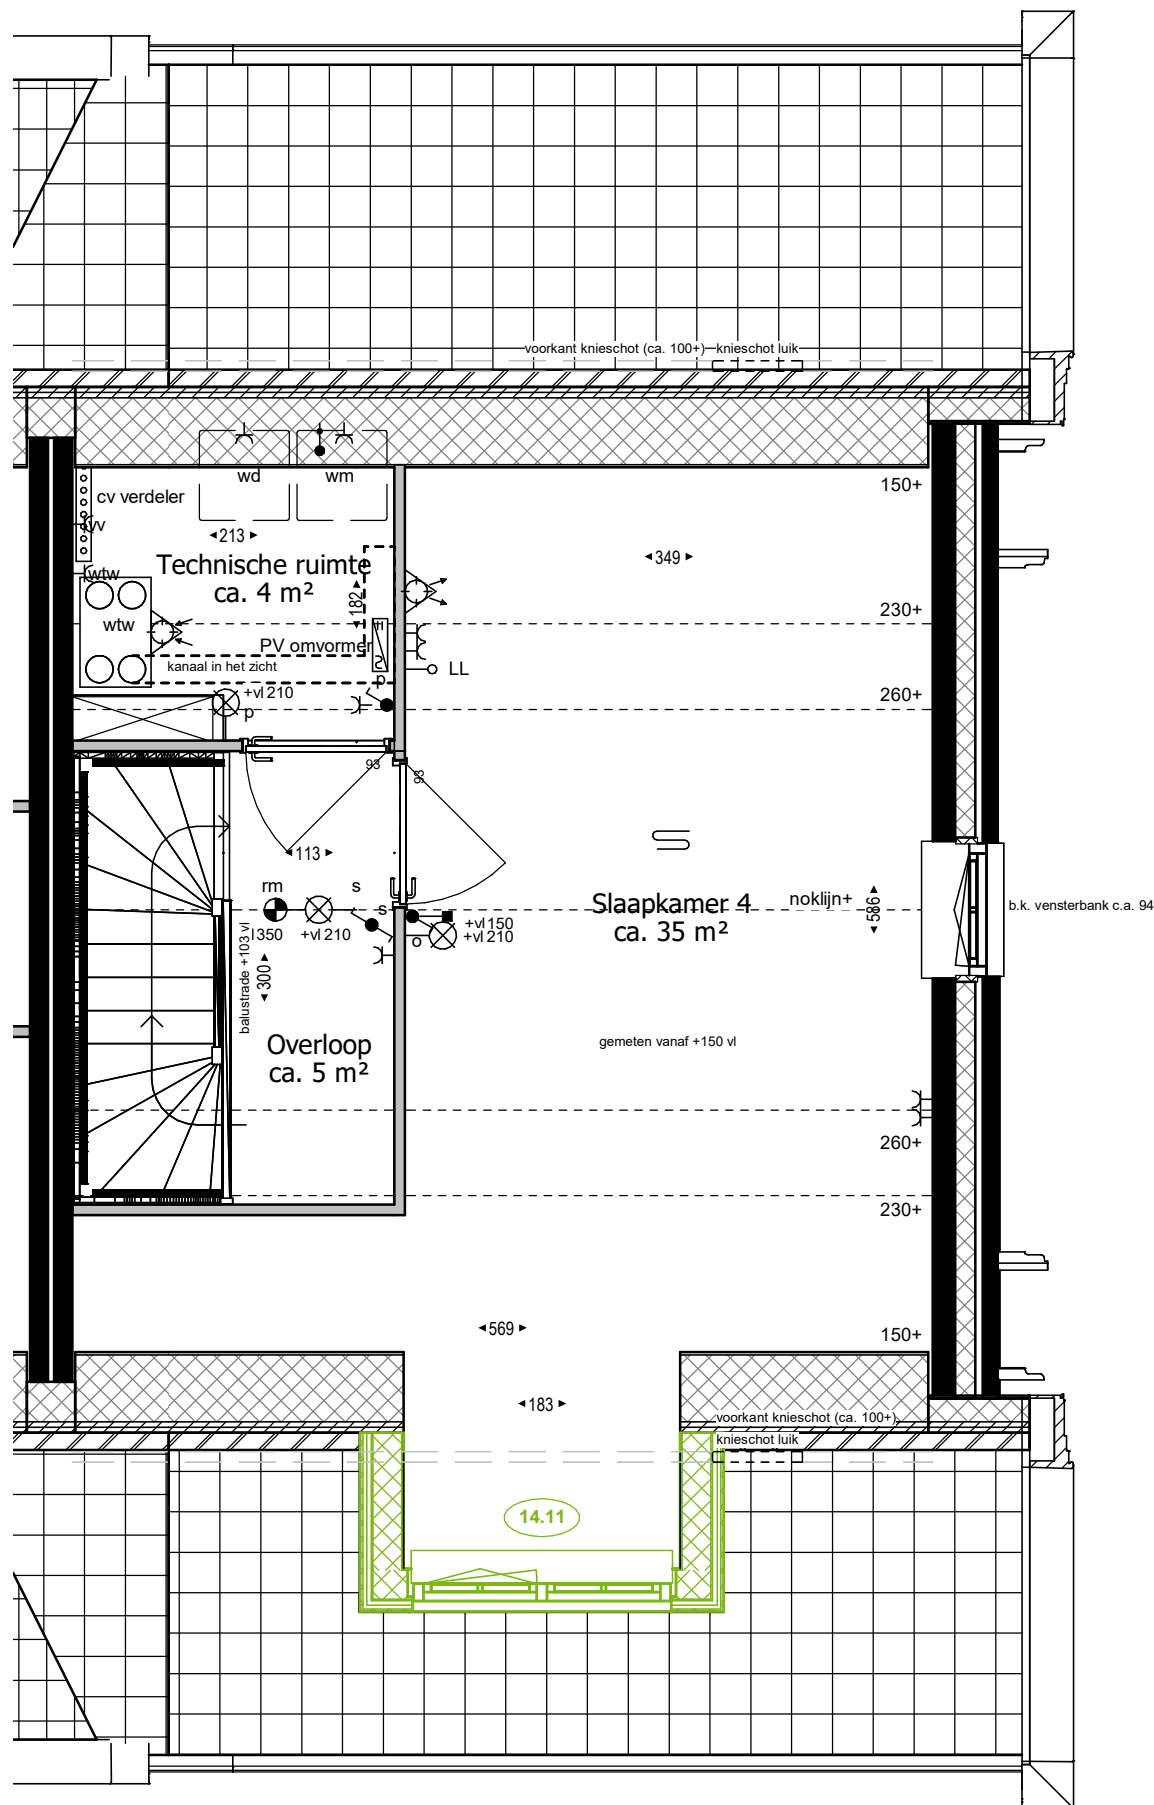 voorkant knieschot (ca. 100+)
knieschot luik
wd
wm
150+
cv verdeler
vv
213
349
Technische ruimte
ca. 4 m²
wtw
182
230+
wtw
PV omvormer
kanaal in het zicht
LL
p
+vl 210
p
260+
93
93
113
rm
s
s
Slaapkamer 4
ca. 35 m²
noklijn+
586
b.k. vensterbank c.a. 94
+vl 150
+vl 210
o
+vl 210
balustrade +103 vl
300
Overloop
ca. 5 m²
gemeten vanaf +150 vl
260+
230+
569
150+
183
voorkant knieschot (ca. 100+)
knieschot luik
14.11